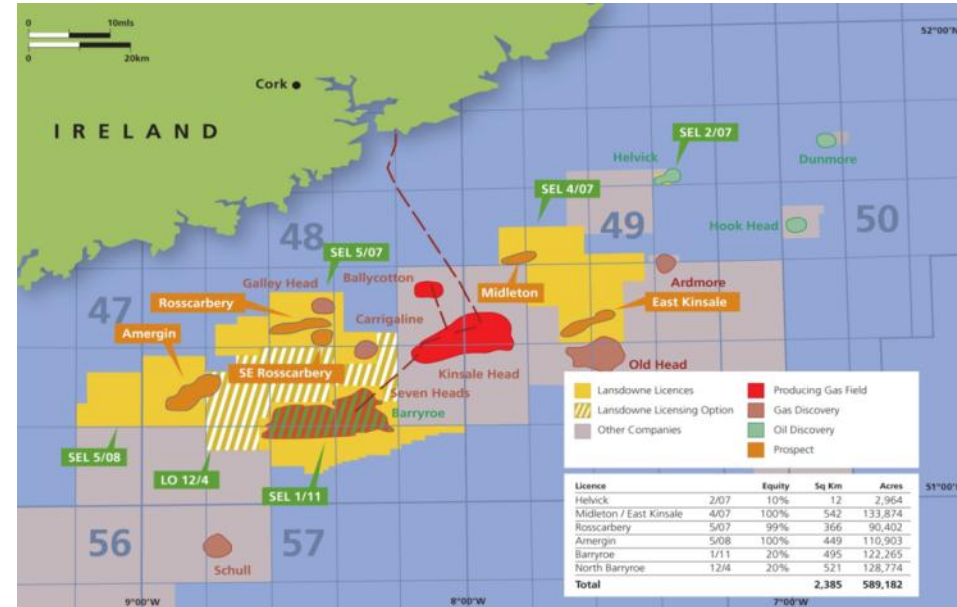 0 10mls
0 20km
52°00'N
Cork
IRELAND
SEL 2/07
Helvick
Dunmore
SEL 4/07
49
50
Hook Head
48
SEL 5/07
Galley Head
Ballycotton
Ardmore
Midleton
47
Rosscarbery
East Kinsale
Carrigaline
Amergin
SE Rosscarbery
Kinsale Head
Old Head
Seven Heads
Barryroe
SEL 5/08
LO 12/4
SEL 1/11
56
57
Schull
Lansdowne Licences
Lansdowne Licensing Option
Other Companies
Producing Gas Field
Gas Discovery
Oil Discovery
Prospect
Licence Equity Sq Km Acres
Helvick 2/07 10% 12 2,964
Midleton / East Kinsale 4/07 100% 542 133,874
Rosscarbery 5/07 99% 366 90,402
Amergin 5/08 100% 449 110,903
Barryroe 1/11 20% 495 122,265
North Barryroe 12/4 20% 521 128,774
Total 2,385 589,182
51°00'N
9°00'W
8°00'W
7°00'W